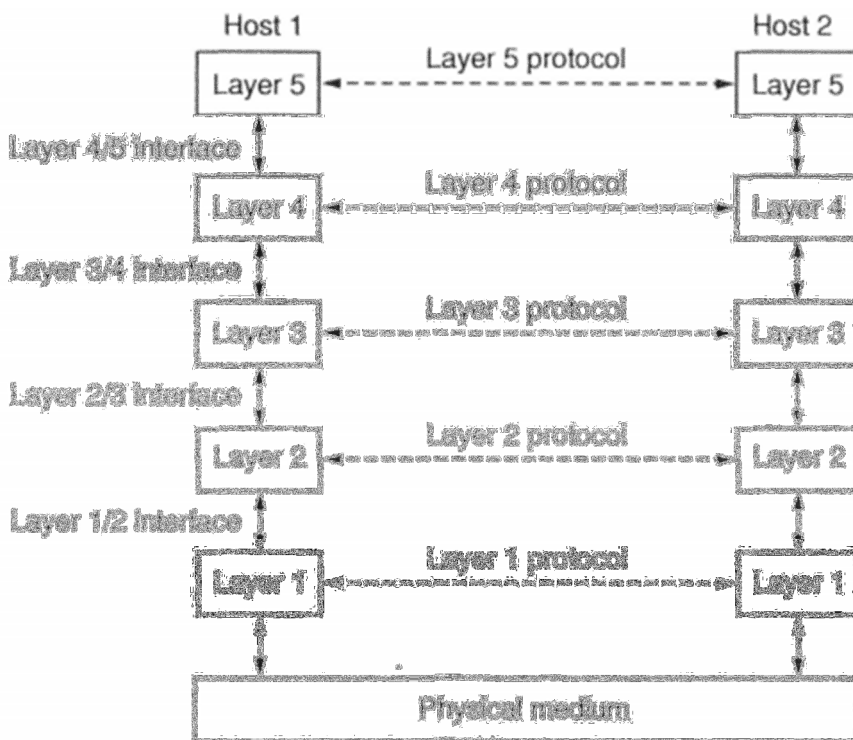 Host 1
Host 2
Layer 5 protocol
Layer 5
Layer 5
Layer 4/5 interface
Layer 4 protocol
Layer 4
Layer 4
Layer 3/4 interface
Layer 3 protocol
Layer 3
Layer 3
Layer 2/3 interface
Layer 2 protocol
Layer 2
Layer 2
Layer 1/2 interface
Layer 1 protocol
Layer 1
Layer 1
Physical medium